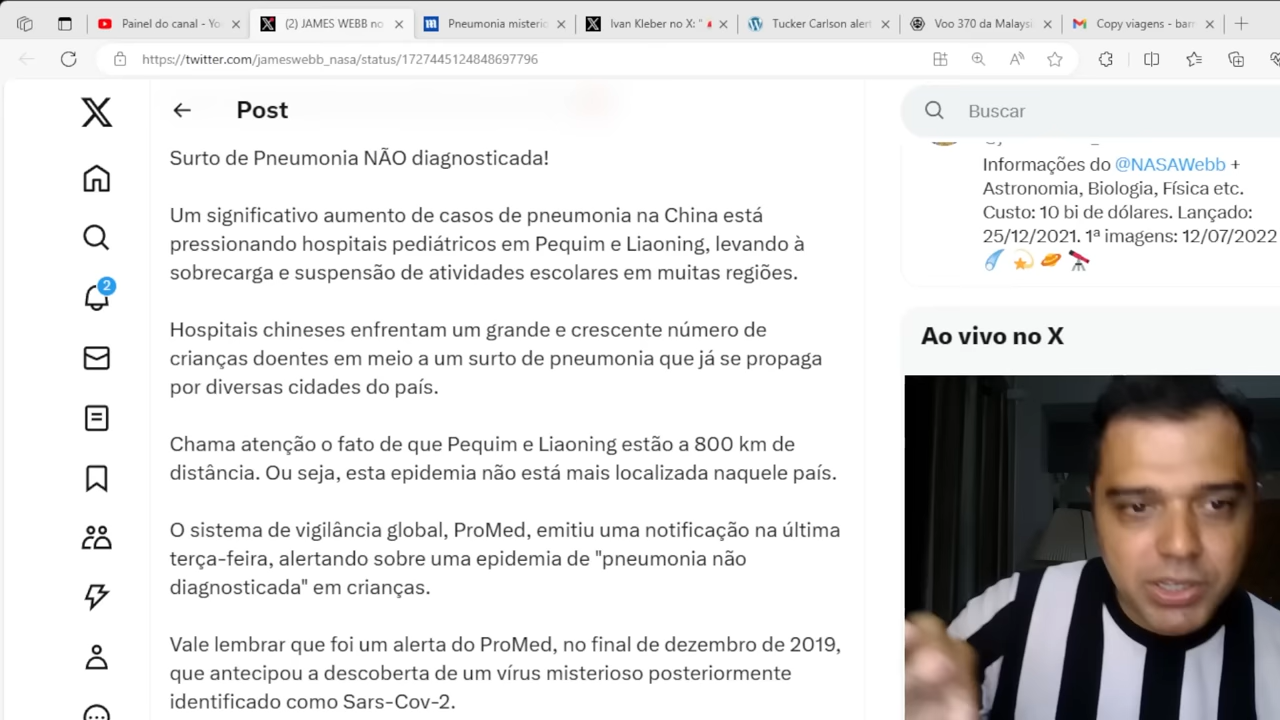 Painel do canal - Yo
(2) JAMES WEBB no
Pneumonia misterio
Ivan Kleber no X: "
Tucker Carlson alert
Voo 370 da Malays
Copy viagens - barr
https://twitter.com/jameswebb_nasa/status/1727445124848697796
Post
Buscar
Surto de Pneumonia NÃO diagnosticada!
Um significativo aumento de casos de pneumonia na China está
pressionando hospitais pediátricos em Pequim e Liaoning, levando à
sobrecarga e suspensão de atividades escolares em muitas regiões.
Hospitais chineses enfrentam um grande e crescente número de
crianças doentes em meio a um surto de pneumonia que já se propaga
por diversas cidades do país.
Chama atenção o fato de que Pequim e Liaoning estão a 800 km de
distância. Ou seja, esta epidemia não está mais localizada naquele país.
O sistema de vigilância global, ProMed, emitiu uma notificação na última
terça-feira, alertando sobre uma epidemia de "pneumonia não
diagnosticada" em crianças.
Vale lembrar que foi um alerta do ProMed, no final de dezembro de 2019,
que antecipou a descoberta de um vírus misterioso posteriormente
identificado como Sars-Cov-2.
2
Informações do @NASAWebb +
Astronomia, Biologia, Física etc.
Custo: 10 bi de dólares. Lançado:
25/12/2021. 1ª imagens: 12/07/2022
Ao vivo no X